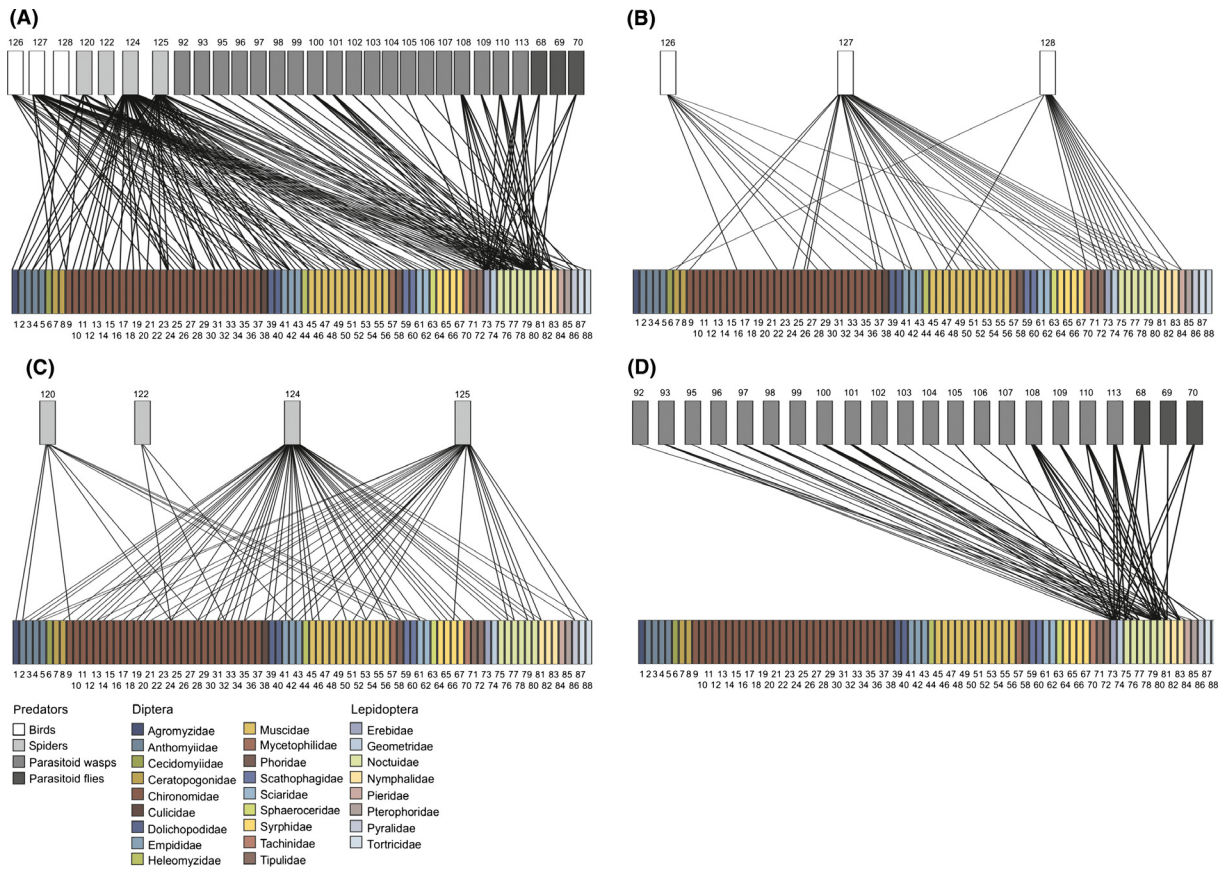 (A)
126 127 128 120 122 124 125 92 93 95 96 97 98 99 100 101 102 103 104 105 106 107 108 109 110 113 68 69 70
1 2 3 4 5 6 7 8 9 11 13 15 17 19 21 23 25 27 29 31 33 35 37 39 41 43 45 47 49 51 53 55 57 59 61 63 65 67 71 73 75 77 79 81 83 85 87
10 12 14 16 18 20 22 24 26 28 30 32 34 36 38 40 42 44 46 48 50 52 54 56 58 60 62 64 66 70 72 74 76 78 80 82 84 86 88
(B)
126 127 128
1 2 3 4 5 6 7 8 9 11 13 15 17 19 21 23 25 27 29 31 33 35 37 39 41 43 45 47 49 51 53 55 57 59 61 63 65 67 71 73 75 77 79 81 83 85 87
10 12 14 16 18 20 22 24 26 28 30 32 34 36 38 40 42 44 46 48 50 52 54 56 58 60 62 64 66 70 72 74 76 78 80 82 84 86 88
(C)
120 122 124 125
1 2 3 4 5 6 7 8 9 11 13 15 17 19 21 23 25 27 29 31 33 35 37 39 41 43 45 47 49 51 53 55 57 59 61 63 65 67 71 73 75 77 79 81 83 85 87
10 12 14 16 18 20 22 24 26 28 30 32 34 36 38 40 42 44 46 48 50 52 54 56 58 60 62 64 66 70 72 74 76 78 80 82 84 86 88
(D)
92 93 95 96 97 98 99 100 101 102 103 104 105 106 107 108 109 110 113 68 69 70
1 2 3 4 5 6 7 8 9 11 13 15 17 19 21 23 25 27 29 31 33 35 37 39 41 43 45 47 49 51 53 55 57 59 61 63 65 67 71 73 75 77 79 81 83 85 87
10 12 14 16 18 20 22 24 26 28 30 32 34 36 38 40 42 44 46 48 50 52 54 56 58 60 62 64 66 70 72 74 76 78 80 82 84 86 88
Predators
Birds
Spiders
Parasitoid wasps
Parasitoid flies
Diptera
Agromyzidae
Anthomyiidae
Cecidomyiidae
Ceratopogonidae
Chironomidae
Culicidae
Dolichopodidae
Empididae
Heleomyzidae
Muscidae
Mycetophilidae
Phoridae
Scathophagidae
Sciaridae
Sphaeroceridae
Syrphidae
Tachinidae
Tipulidae
Lepidoptera
Erebidae
Geometridae
Noctuidae
Nymphalidae
Pieridae
Pterophoridae
Pyralidae
Tortricidae